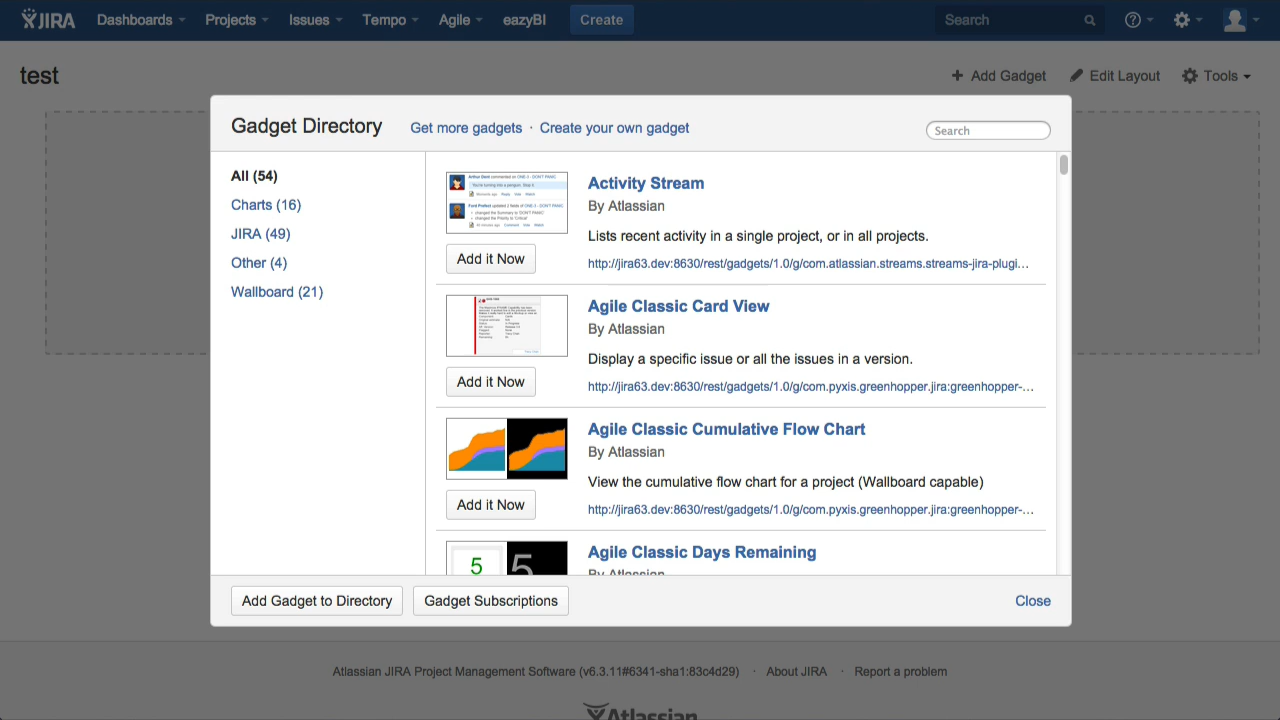 JIRA Dashboards Projects Issues Tempo Agile eazyBI Create Search
test
Add Gadget Edit Layout Tools
Gadget Directory Get more gadgets · Create your own gadget Search
All (54)
Charts (16)
JIRA (49)
Other (4)
Wallboard (21)
Activity Stream
By Atlassian
Lists recent activity in a single project, or in all projects.
Add it Now
http://jira63.dev:8630/rest/gadgets/1.0/g/com.atlassian.streams.streams-jira-plugi...
Agile Classic Card View
By Atlassian
Display a specific issue or all the issues in a version.
Add it Now
http://jira63.dev:8630/rest/gadgets/1.0/g/com.pyxis.greenhopper.jira:greenhopper-...
Agile Classic Cumulative Flow Chart
By Atlassian
View the cumulative flow chart for a project (Wallboard capable)
Add it Now
http://jira63.dev:8630/rest/gadgets/1.0/g/com.pyxis.greenhopper.jira:greenhopper-...
5 5
Agile Classic Days Remaining
By Atlassian
Add Gadget to Directory Gadget Subscriptions Close
Atlassian JIRA Project Management Software (v6.3.11#6341-sha1:83c4d29) · About JIRA · Report a problem
Atlassian